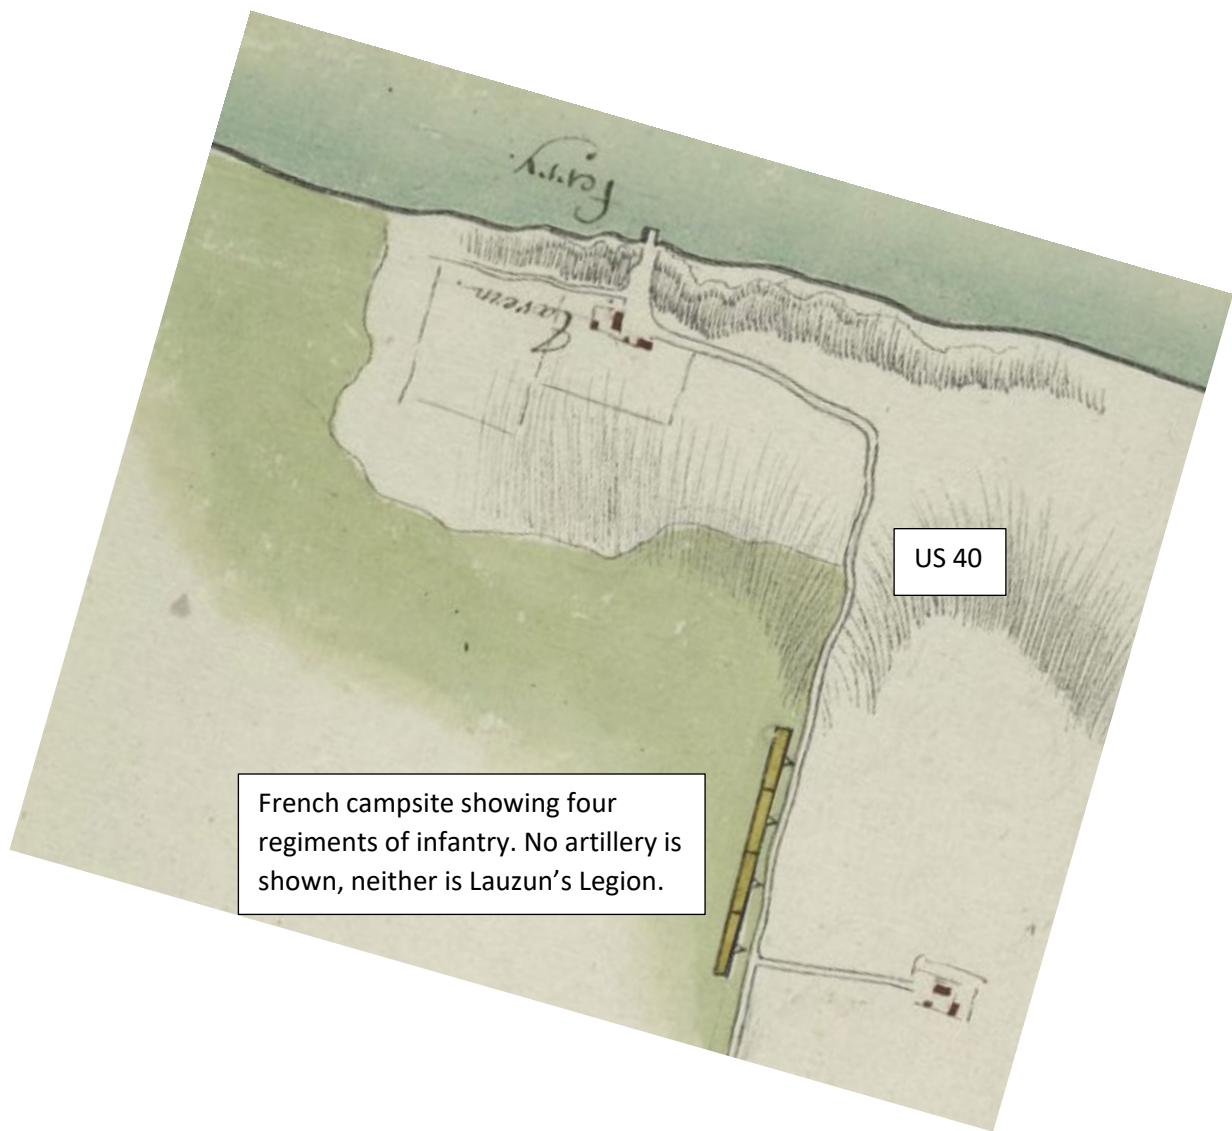 Ferry.
Tavern.
US 40
French campsite showing four
regiments of infantry. No artillery is
shown, neither is Lauzun’s Legion.